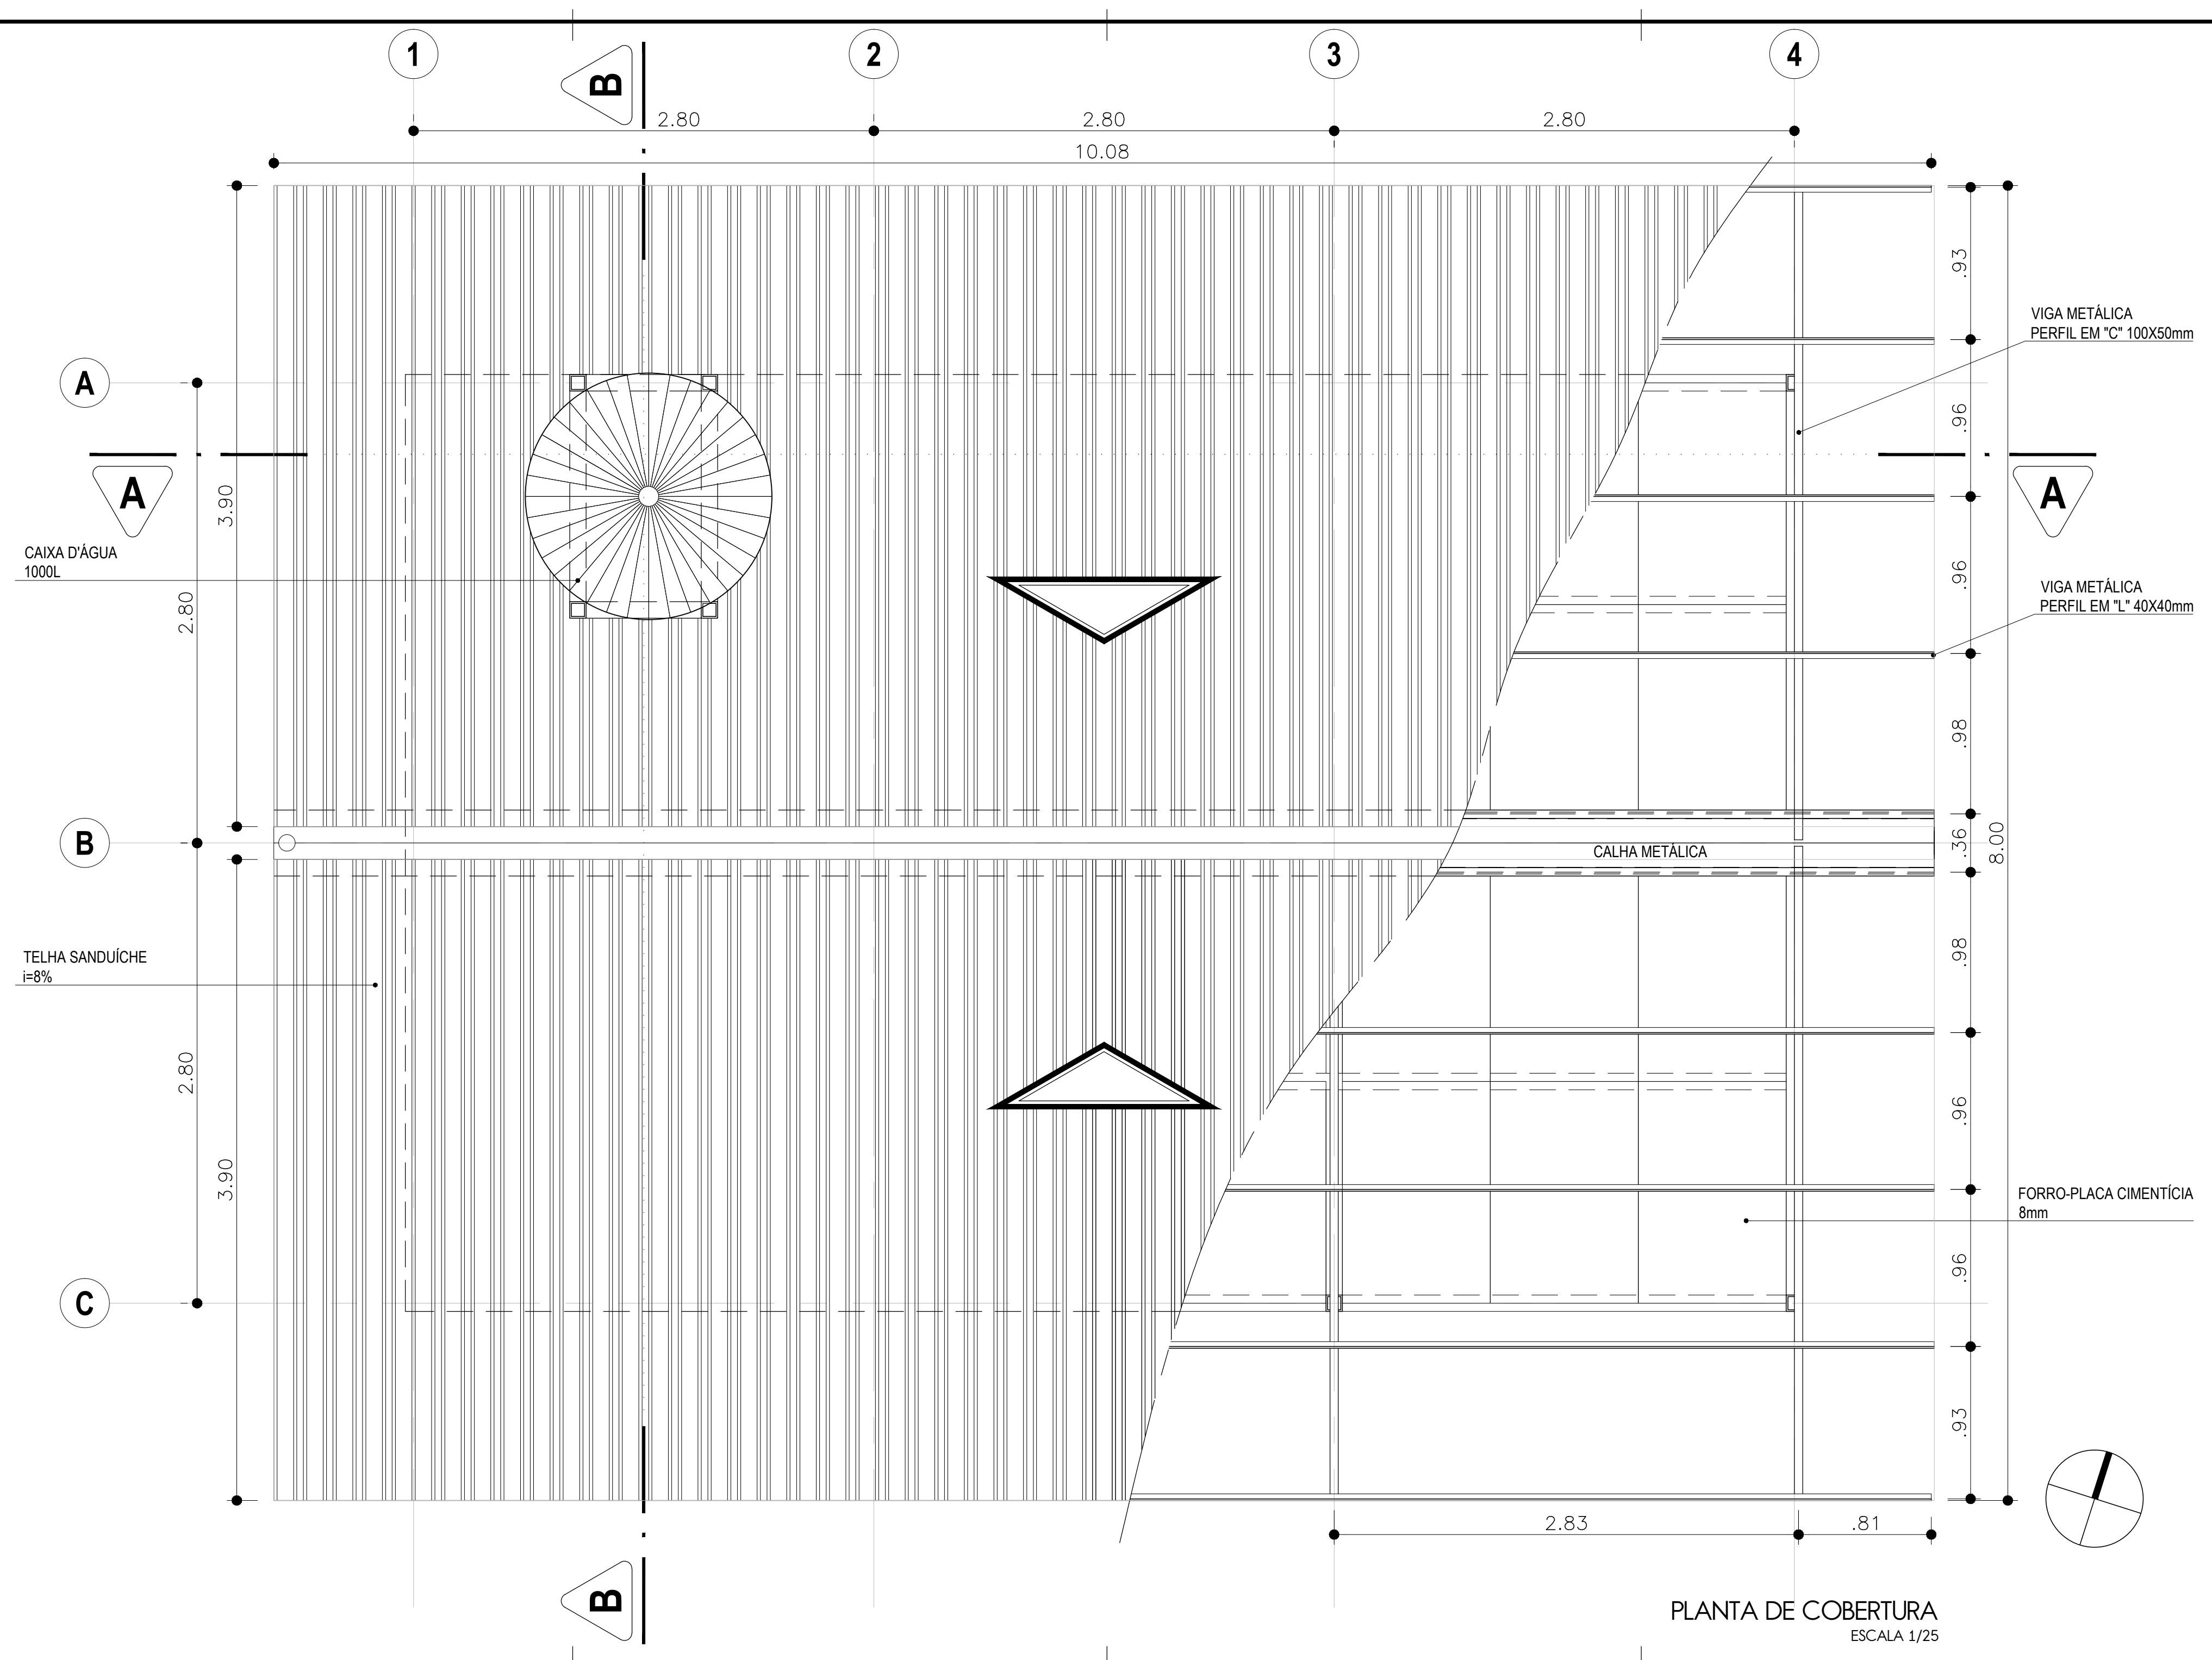 1
2
3
4
B
2.80
2.80
2.80
10.08
.93
VIGA METÁLICA
PERFIL EM "C" 100X50mm
A
.96
A
A
3.90
CAIXA D'ÁGUA
1000L
.96
VIGA METÁLICA
PERFIL EM "L" 40X40mm
2.80
.98
B
CALHA METÁLICA
.36
8.00
TELHA SANDUÍCHE
i=8%
.98
2.80
.96
3.90
FORRO-PLACA CIMENTÍCIA
8mm
.96
C
.93
2.83
.81
B
PLANTA DE COBERTURA
ESCALA 1/25